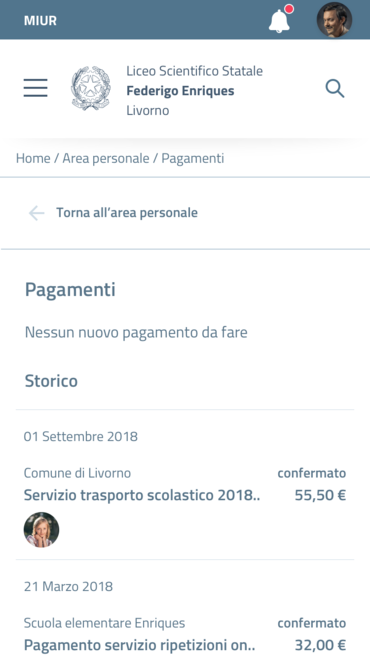 MIUR
Liceo Scientifico Statale
Federigo Enriques
Livorno
Home / Area personale / Pagamenti
Torna all'area personale
Pagamenti
Nessun nuovo pagamento da fare
Storico
01 Settembre 2018
Comune di Livorno confermato
Servizio trasporto scolastico 2018.. 55,50 €
21 Marzo 2018
Scuola elementare Enriques confermato
Pagamento servizio ripetizioni on.. 32,00 €